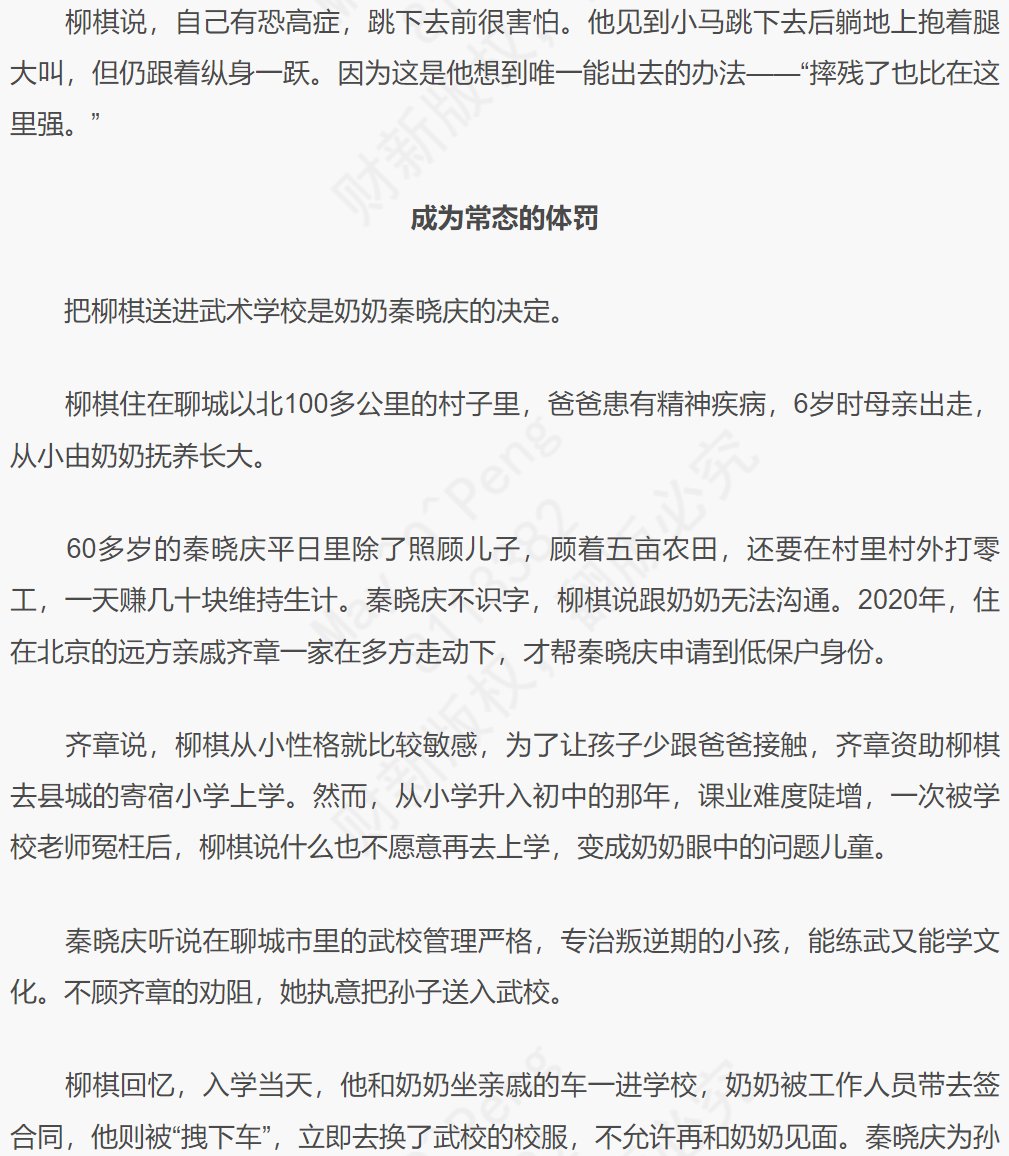 柳棋说，自己有恐高症，跳下去前很害怕。他见到小马跳下去后躺地上抱着腿
大叫，但仍跟着纵身一跃。因为这是他想到唯一能出去的办法——“摔残了也比在这
里强。”
成为常态的体罚
把柳棋送进武术学校是奶奶秦晓庆的决定。
柳棋住在聊城以北100多公里的村子里，爸爸患有精神疾病，6岁时母亲出走，
从小由奶奶抚养长大。
60多岁的秦晓庆平日里除了照顾儿子，顾着五亩农田，还要在村里村外打零
工，一天赚几十块维持生计。秦晓庆不识字，柳棋说跟奶奶无法沟通。2020年，住
在北京的远方亲戚齐章一家在多方走动下，才帮秦晓庆申请到低保户身份。
齐章说，柳棋从小性格就比较敏感，为了让孩子少跟爸爸接触，齐章资助柳棋
去县城的寄宿小学上学。然而，从小学升入初中的那年，课业难度陡增，一次被学
校老师冤枉后，柳棋说什么也不愿意再去上学，变成奶奶眼中的问题儿童。
秦晓庆听说在聊城市里的武校管理严格，专治叛逆期的小孩，能练武又能学文
化。不顾齐章的劝阻，她执意把孙子送入武校。
柳棋回忆，入学当天，他和奶奶坐亲戚的车一进学校，奶奶被工作人员带去签
合同，他则被“拽下车”，立即去换了武校的校服，不允许再和奶奶见面。秦晓庆为孙
财新版权，翻版必究